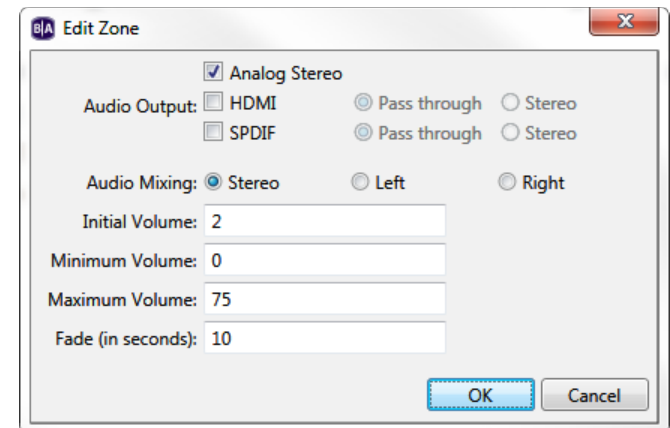 B|A Edit Zone
Analog Stereo
Audio Output: HDMI Pass through Stereo
SPDIF Pass through Stereo
Audio Mixing: Stereo Left Right
Initial Volume: 2
Minimum Volume: 0
Maximum Volume: 75
Fade (in seconds): 10
OK Cancel